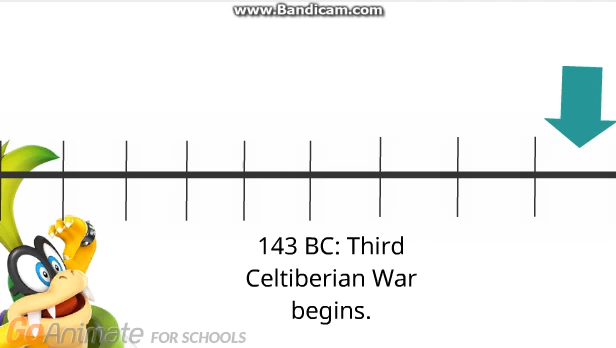 www.Bandicam.com
143 BC: Third
Celtiberian War
begins.
GoAnimate FOR SCHOOLS